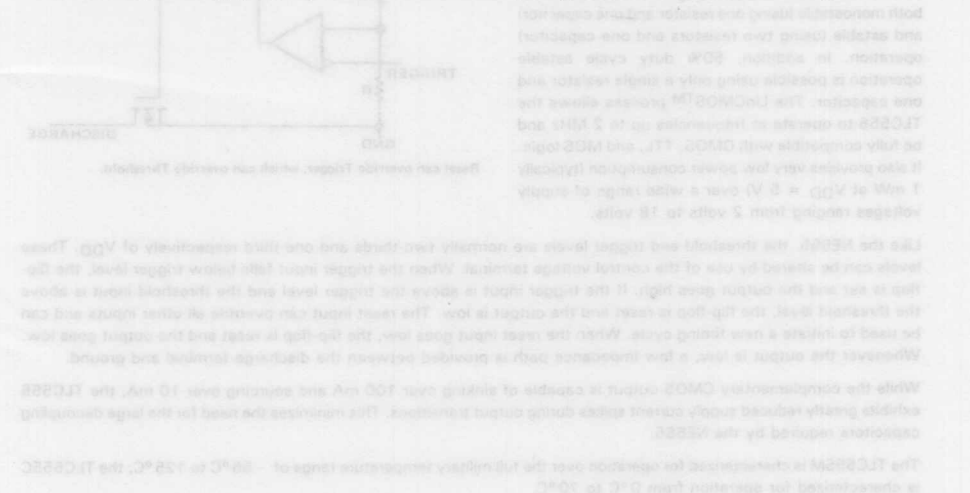 both monostable (using one resistor and one capacitor)
and astable (using two resistors and one capacitor)
operation. In addition, 50% duty cycle astable
operation is possible using only a single resistor and
one capacitor. The LinCMOS™ process allows the
TLC555 to operate at frequencies up to 2 MHz and
be fully compatible with CMOS, TTL, and MOS logic.
It also provides very low power consumption (typically
1 mW at VDD = 5 V) over a wide range of supply
voltages ranging from 2 volts to 18 volts.
TRIGGER
R
T&T
DISCHARGE
GND
Reset can override Trigger, which can override Threshold.
Like the NE555, the threshold and trigger levels are normally two-thirds and one-third respectively of VDD. These
levels can be altered by use of the control voltage terminal. When the trigger input falls below trigger level, the flip-
flop is set and the output goes high. If the trigger input is above the trigger level and the threshold input is above
the threshold level, the flip-flop is reset and the output is low. The reset input can override all other inputs and can
be used to initiate a new timing cycle. When the reset input goes low, the flip-flop is reset and the output goes low.
Whenever the output is low, a low impedance path is provided between the discharge terminal and ground.
While the complementary CMOS output is capable of sinking over 100 mA and sourcing over 10 mA, the TLC555
exhibits greatly reduced supply current spikes during output transitions. This minimizes the need for the large decoupling
capacitors required by the NE555.
The TLC555M is characterized for operation over the full military temperature range of −55°C to 125°C, the TLC555C
is characterized for operation from 0°C to 70°C.